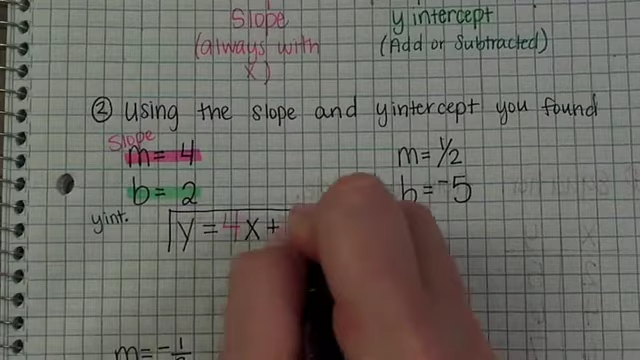 Slope
(always with
x)
y intercept
(Add or Subtracted)
② Using the slope and y intercept you found
Slope
m = 4
b = 2
y int.
y = 4x +
m = 1/2
b = -5
m = -1/